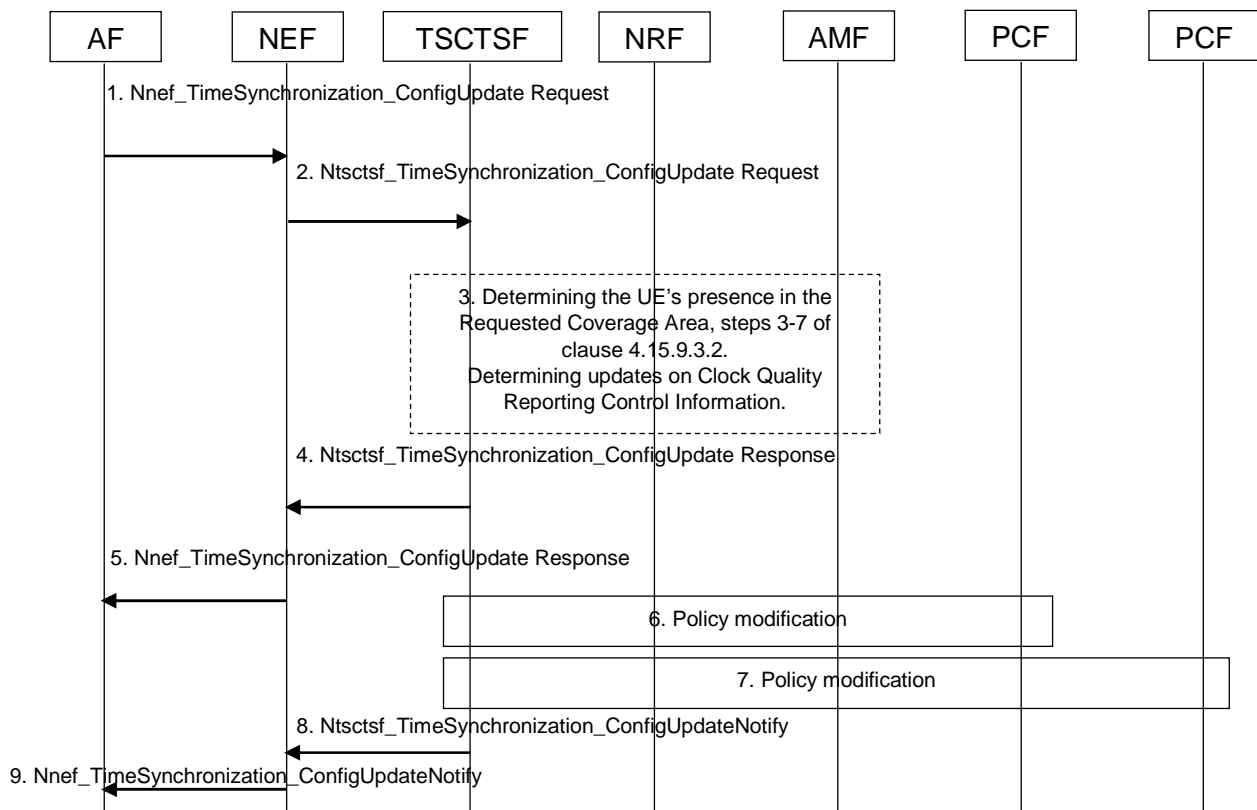 AF
NEF
TSCTSF
NRF
AMF
PCF
PCF
1. Nnef_TimeSynchronization_ConfigUpdate Request
2. Ntsctsf_TimeSynchronization_ConfigUpdate Request
3. Determining the UE’s presence in the
Requested Coverage Area, steps 3-7 of
clause 4.15.9.3.2.
Determining updates on Clock Quality
Reporting Control Information.
4. Ntsctsf_TimeSynchronization_ConfigUpdate Response
5. Nnef_TimeSynchronization_ConfigUpdate Response
6. Policy modification
7. Policy modification
8. Ntsctsf_TimeSynchronization_ConfigUpdateNotify
9. Nnef_TimeSynchronization_ConfigUpdateNotify